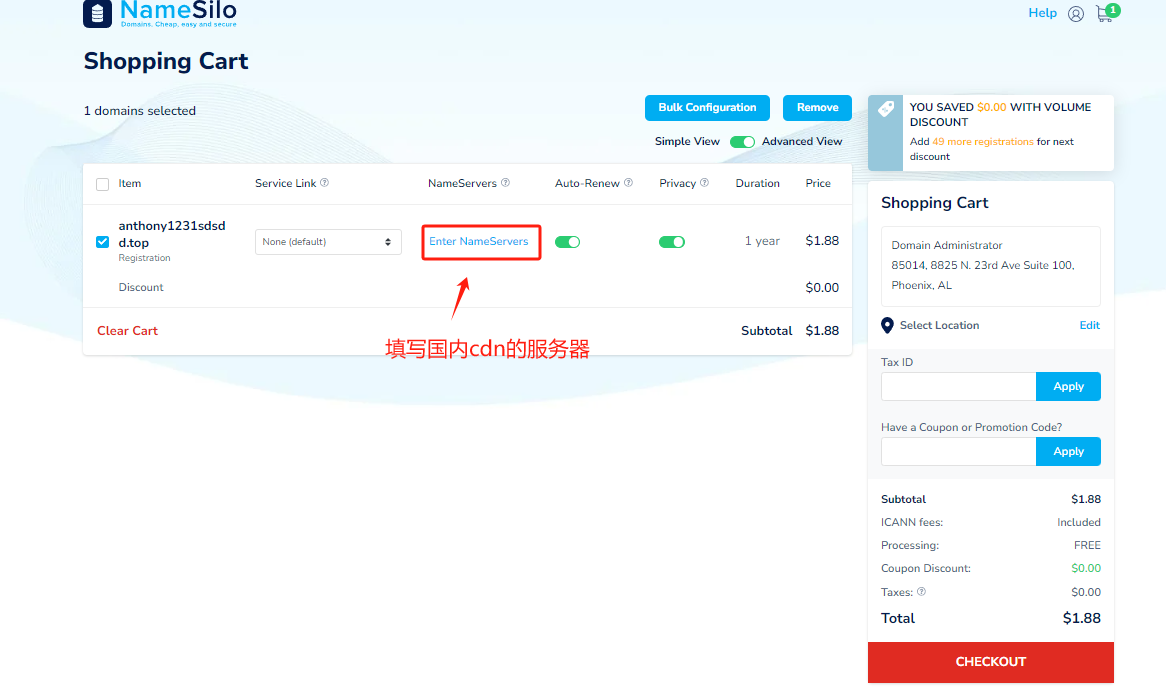 NameSilo
Domains. Cheap, easy and secure
Help
1
Shopping Cart
1 domains selected
Bulk Configuration
Remove
Simple View
Advanced View
Item
Service Link
NameServers
Auto-Renew
Privacy
Duration
Price
anthony1231sdsd
d.top
Registration
None (default)
Enter NameServers
1 year
$1.88
Discount
$0.00
Clear Cart
Subtotal
$1.88
填写国内cdn的服务器
YOU SAVED $0.00 WITH VOLUME
DISCOUNT
Add 49 more registrations for next
discount
Shopping Cart
Domain Administrator
85014, 8825 N. 23rd Ave Suite 100,
Phoenix, AL
Select Location
Edit
Tax ID
Apply
Have a Coupon or Promotion Code?
Apply
Subtotal
$1.88
ICANN fees:
Included
Processing:
FREE
Coupon Discount:
$0.00
Taxes:
$0.00
Total
$1.88
CHECKOUT